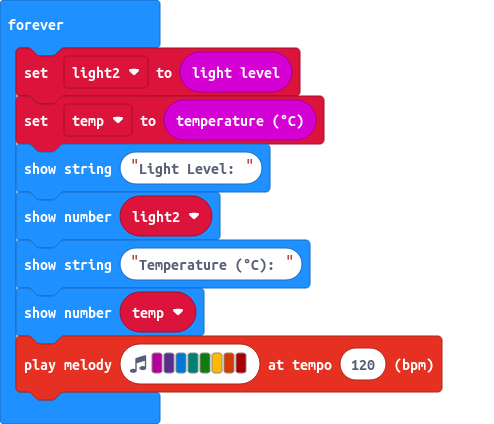 forever
set light2 to light level
set temp to temperature (°C)
show string "Light Level: "
show number light2
show string "Temperature (°C): "
show number temp
play melody at tempo 120 (bpm)